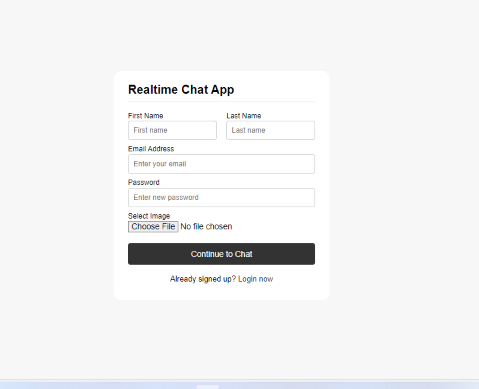 Realtime Chat App
First Name Last Name
First name Last name
Email Address
Enter your email
Password
Enter new password
Select Image
Choose File No file chosen
Continue to Chat
Already signed up? Login now